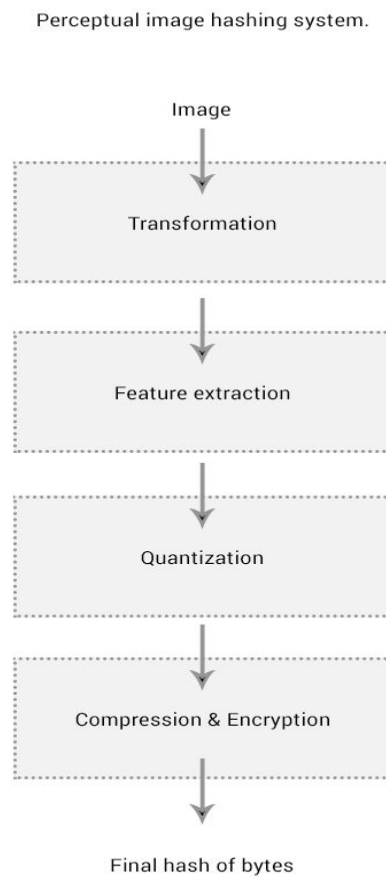 Perceptual image hashing system.
Image
Transformation
Feature extraction
Quantization
Compression & Encryption
Final hash of bytes